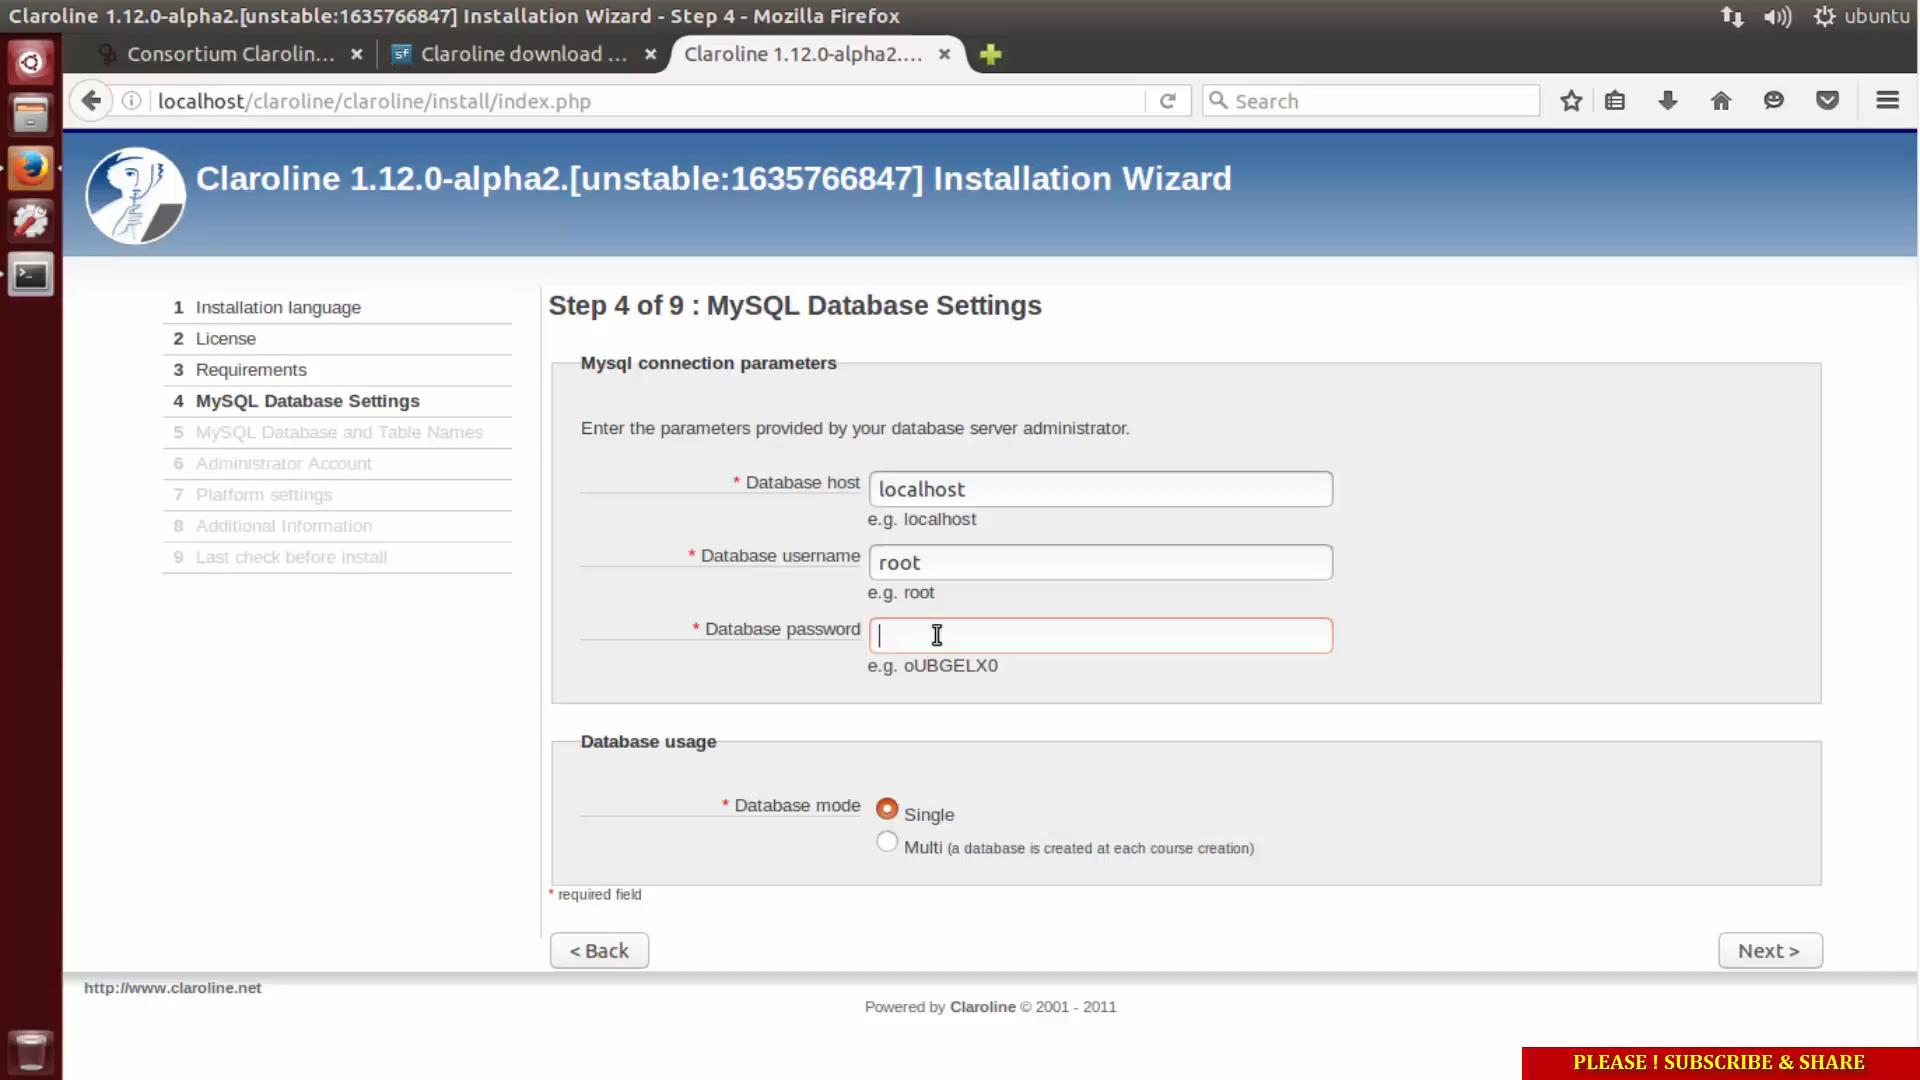 Claroline 1.12.0-alpha2.[unstable:1635766847] Installation Wizard - Step 4 - Mozilla Firefox
ubuntu
Consortium Clarolin...
sf Claroline download ...
Claroline 1.12.0-alpha2....
localhost/claroline/claroline/install/index.php
Search
Claroline 1.12.0-alpha2.[unstable:1635766847] Installation Wizard
1 Installation language
2 License
3 Requirements
4 MySQL Database Settings
5 MySQL Database and Table Names
6 Administrator Account
7 Platform settings
8 Additional Information
9 Last check before install
Step 4 of 9 : MySQL Database Settings
Mysql connection parameters
Enter the parameters provided by your database server administrator.
* Database host
localhost
e.g. localhost
* Database username
root
e.g. root
* Database password
e.g. oUBGELX0
Database usage
* Database mode
Single
Multi (a database is created at each course creation)
* required field
< Back
Next >
http://www.claroline.net
Powered by Claroline © 2001 - 2011
PLEASE ! SUBSCRIBE & SHARE